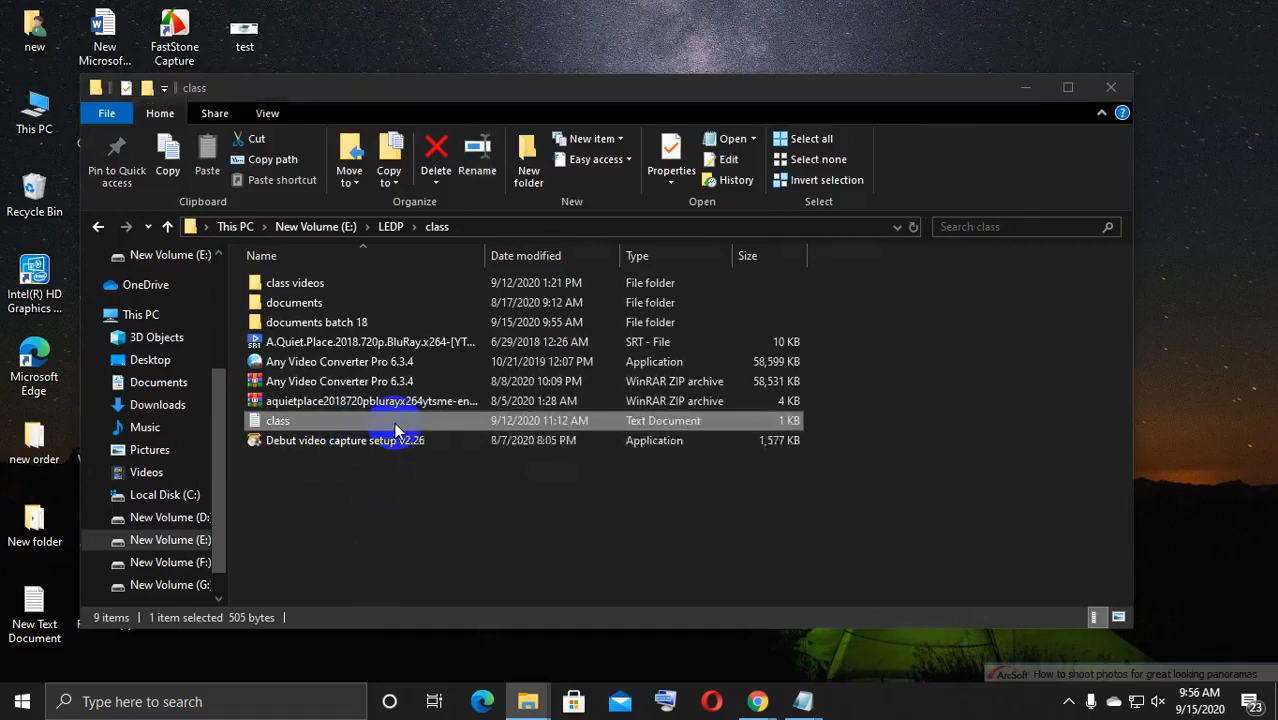 new
New
Microsof...
FastStone
Capture
test
This PC
Recycle Bin
Intel(R) HD
Graphics ...
Microsoft
Edge
new order
New folder
New Text
Document
class
File
Home
Share
View
Pin to Quick
access
Copy
Paste
Cut
Copy path
Paste shortcut
Clipboard
Move
to
Copy
to
Delete
Rename
Organize
New
folder
New item
Easy access
New
Properties
Open
Edit
History
Open
Select all
Select none
Invert selection
Select
This PC
New Volume (E:)
LEDP
class
Search class
New Volume (E:)
OneDrive
This PC
3D Objects
Desktop
Documents
Downloads
Music
Pictures
Videos
Local Disk (C:)
New Volume (D:
New Volume (E:)
New Volume (F:)
New Volume (G:
Name Date modified Type Size
class videos 9/12/2020 1:21 PM File folder
documents 8/17/2020 9:12 AM File folder
documents batch 18 9/15/2020 9:55 AM File folder
A.Quiet.Place.2018.720p.BluRay.x264-[YT... 6/29/2018 12:26 AM SRT - File 10 KB
Any Video Converter Pro 6.3.4 10/21/2019 12:07 PM Application 58,599 KB
Any Video Converter Pro 6.3.4 8/8/2020 10:09 PM WinRAR ZIP archive 58,531 KB
aquietplace2018720pblurayx264ytsme-en... 8/5/2020 1:28 AM WinRAR ZIP archive 4 KB
class 9/12/2020 11:12 AM Text Document 1 KB
Debut video capture setup v2.26 8/7/2020 8:05 PM Application 1,577 KB
9 items 1 item selected 505 bytes
ArcSoft How to shoot photos for great looking panoramas
Type here to search
9:56 AM
9/15/2020
23